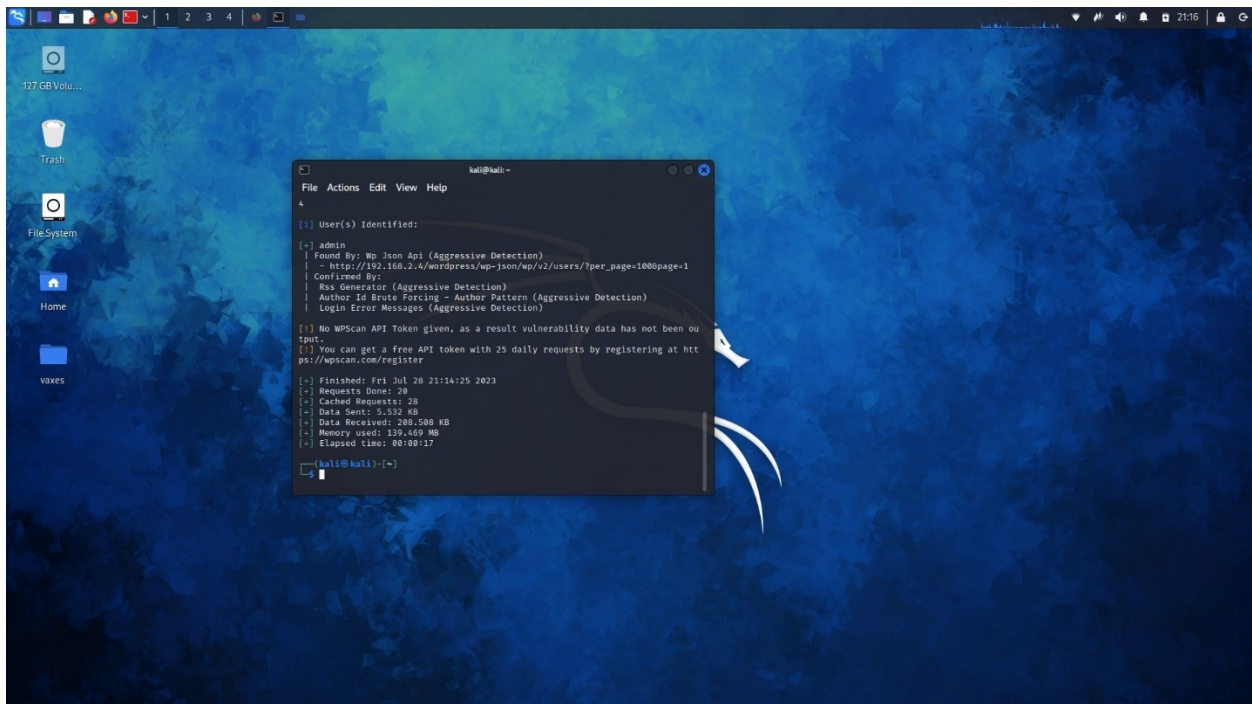 1 2 3 4
21:16
127 GB Volu...
Trash
File System
Home
vaxes
kali@kali: ~
File Actions Edit View Help
4
[i] User(s) Identified:
[+] admin
| Found By: Wp Json Api (Aggressive Detection)
| - http://192.168.2.4/wordpress/wp-json/wp/v2/users/?per_page=100&page=1
| Confirmed By:
| Rss Generator (Aggressive Detection)
| Author Id Brute Forcing - Author Pattern (Aggressive Detection)
| Login Error Messages (Aggressive Detection)
[!] No WPScan API Token given, as a result vulnerability data has not been ou
tput.
[!] You can get a free API token with 25 daily requests by registering at htt
ps://wpscan.com/register
[+] Finished: Fri Jul 28 21:14:25 2023
[+] Requests Done: 20
[+] Cached Requests: 28
[+] Data Sent: 5.532 KB
[+] Data Received: 208.508 KB
[+] Memory used: 139.469 MB
[+] Elapsed time: 00:00:17
┌──(kali㉿kali)-[~]
└─$